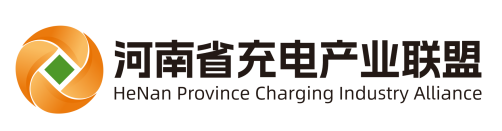 河南省充电产业联盟
HeNan Province Charging Industry Alliance